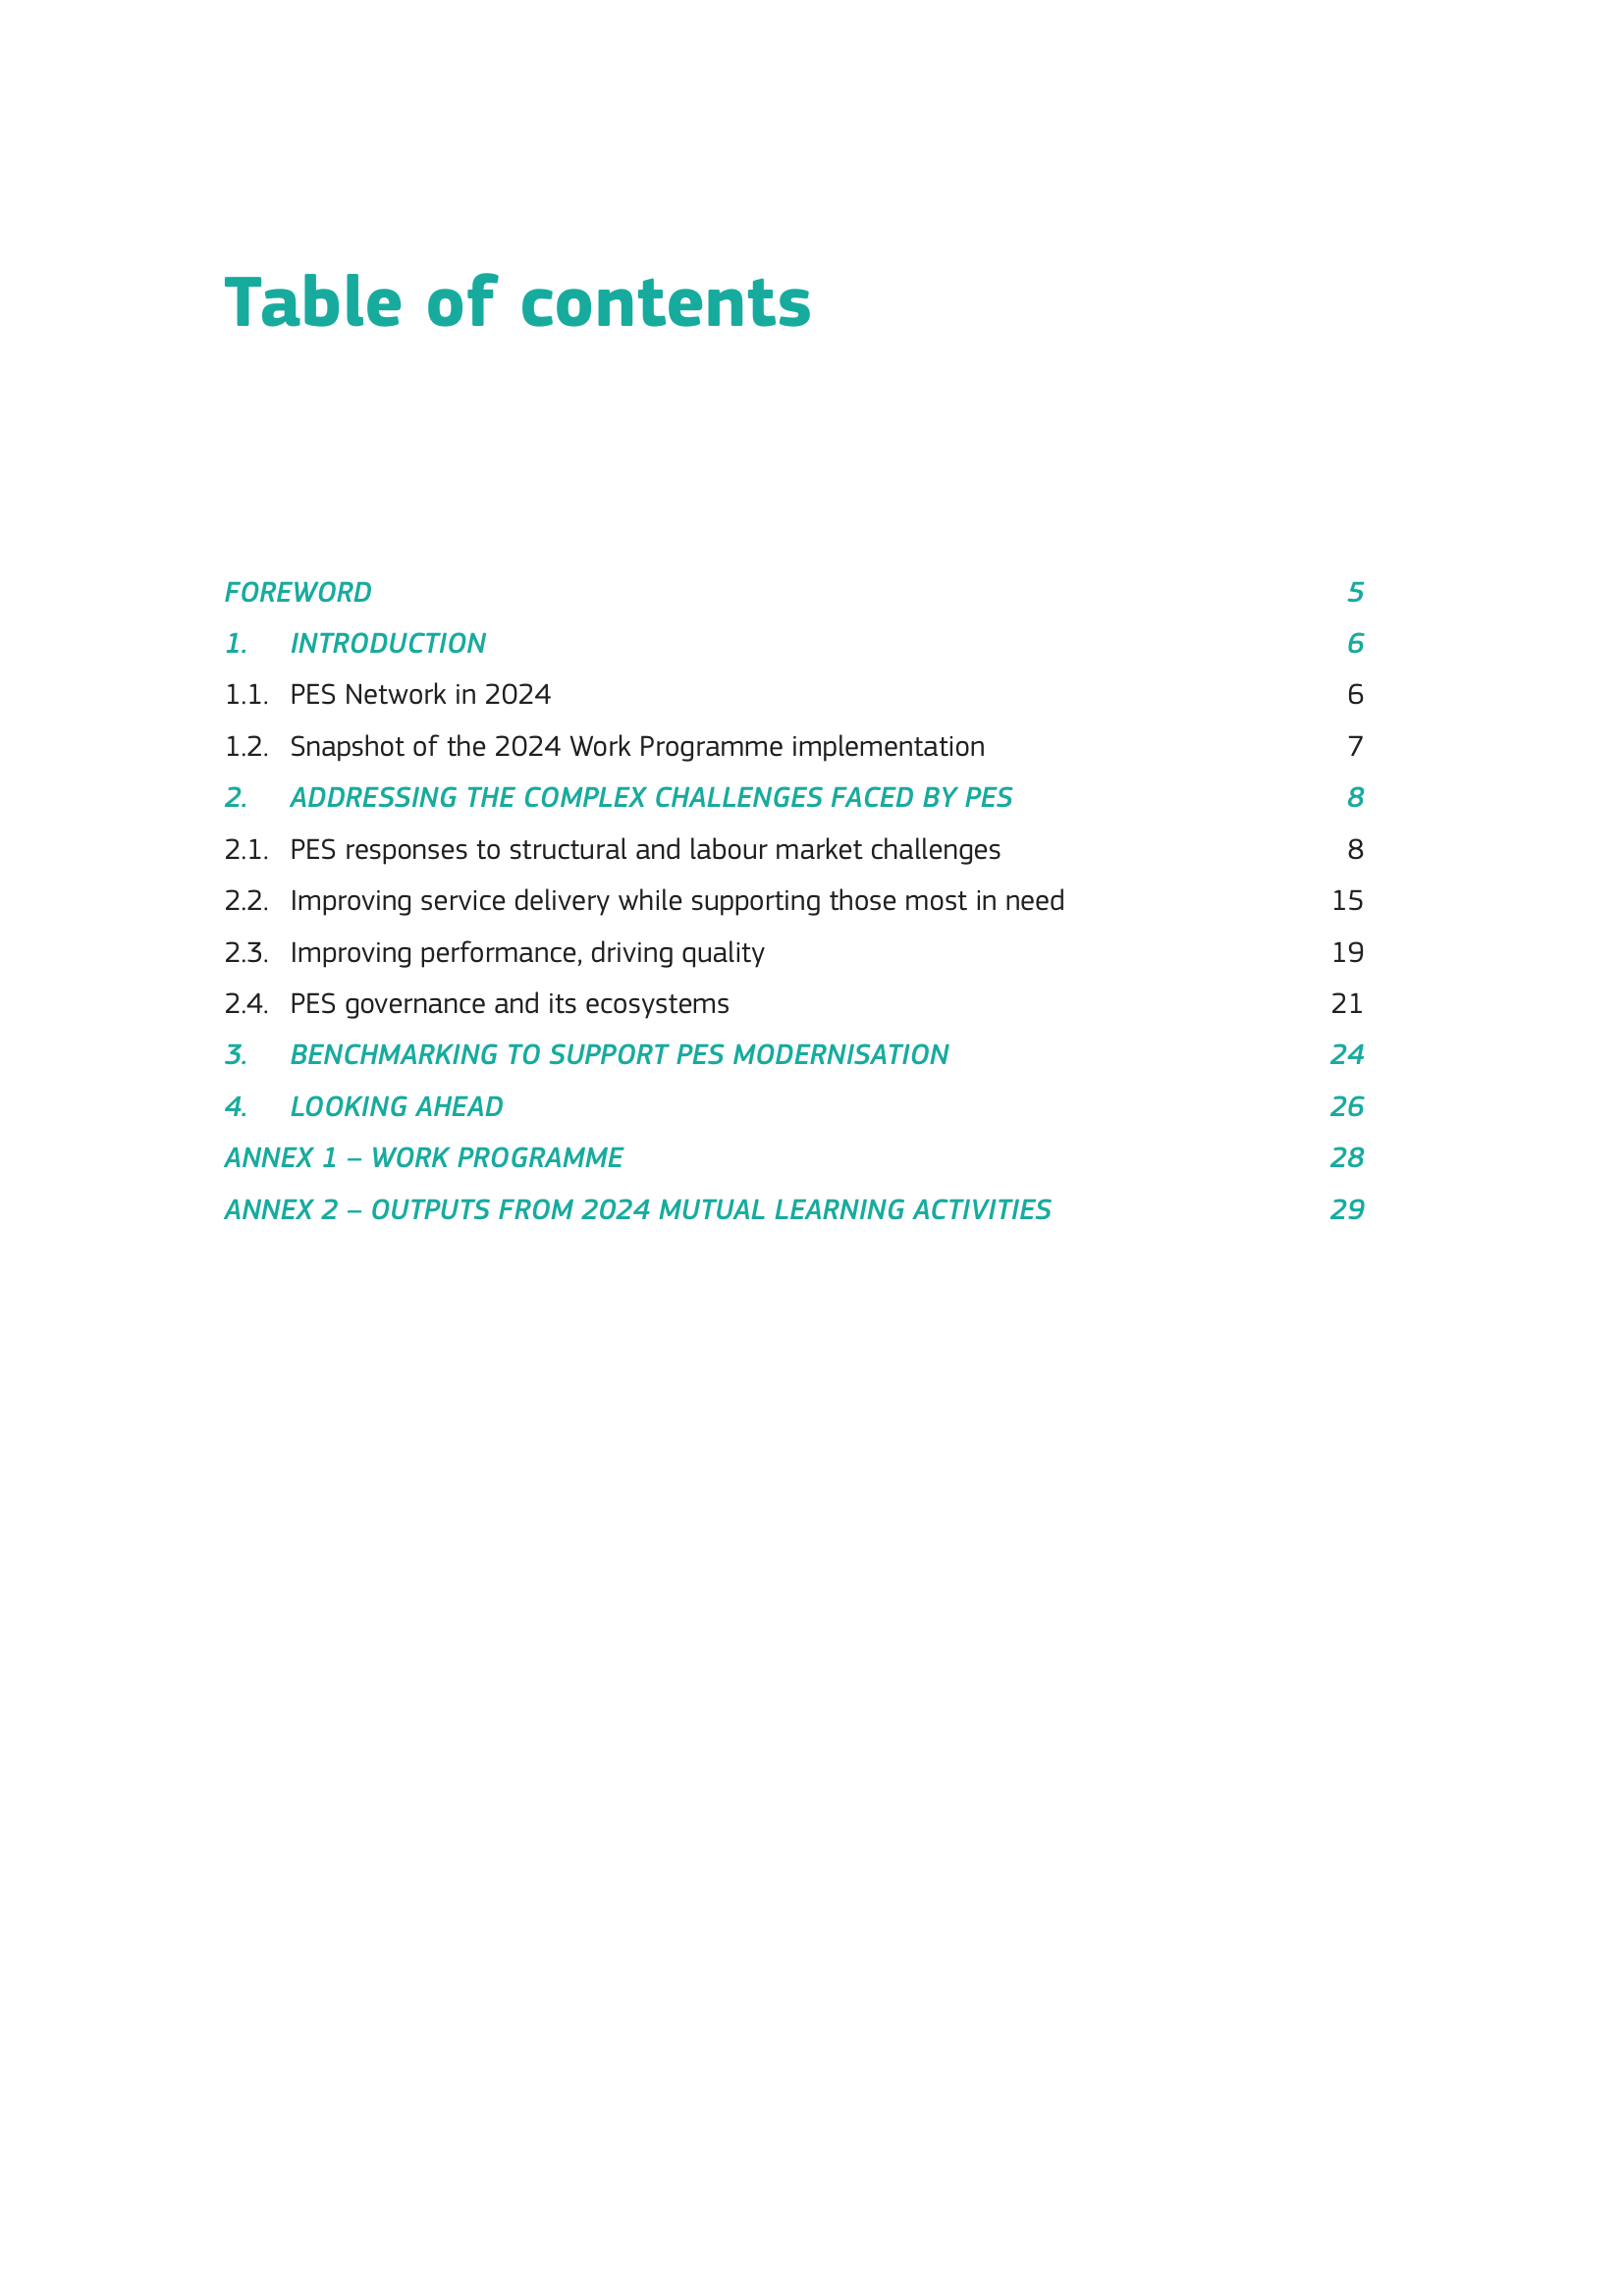 Table of contents
FOREWORD 5
1. INTRODUCTION 6
1.1. PES Network in 2024 6
1.2. Snapshot of the 2024 Work Programme implementation 7
2. ADDRESSING THE COMPLEX CHALLENGES FACED BY PES 8
2.1. PES responses to structural and labour market challenges 8
2.2. Improving service delivery while supporting those most in need 15
2.3. Improving performance, driving quality 19
2.4. PES governance and its ecosystems 21
3. BENCHMARKING TO SUPPORT PES MODERNISATION 24
4. LOOKING AHEAD 26
ANNEX 1 – WORK PROGRAMME 28
ANNEX 2 – OUTPUTS FROM 2024 MUTUAL LEARNING ACTIVITIES 29